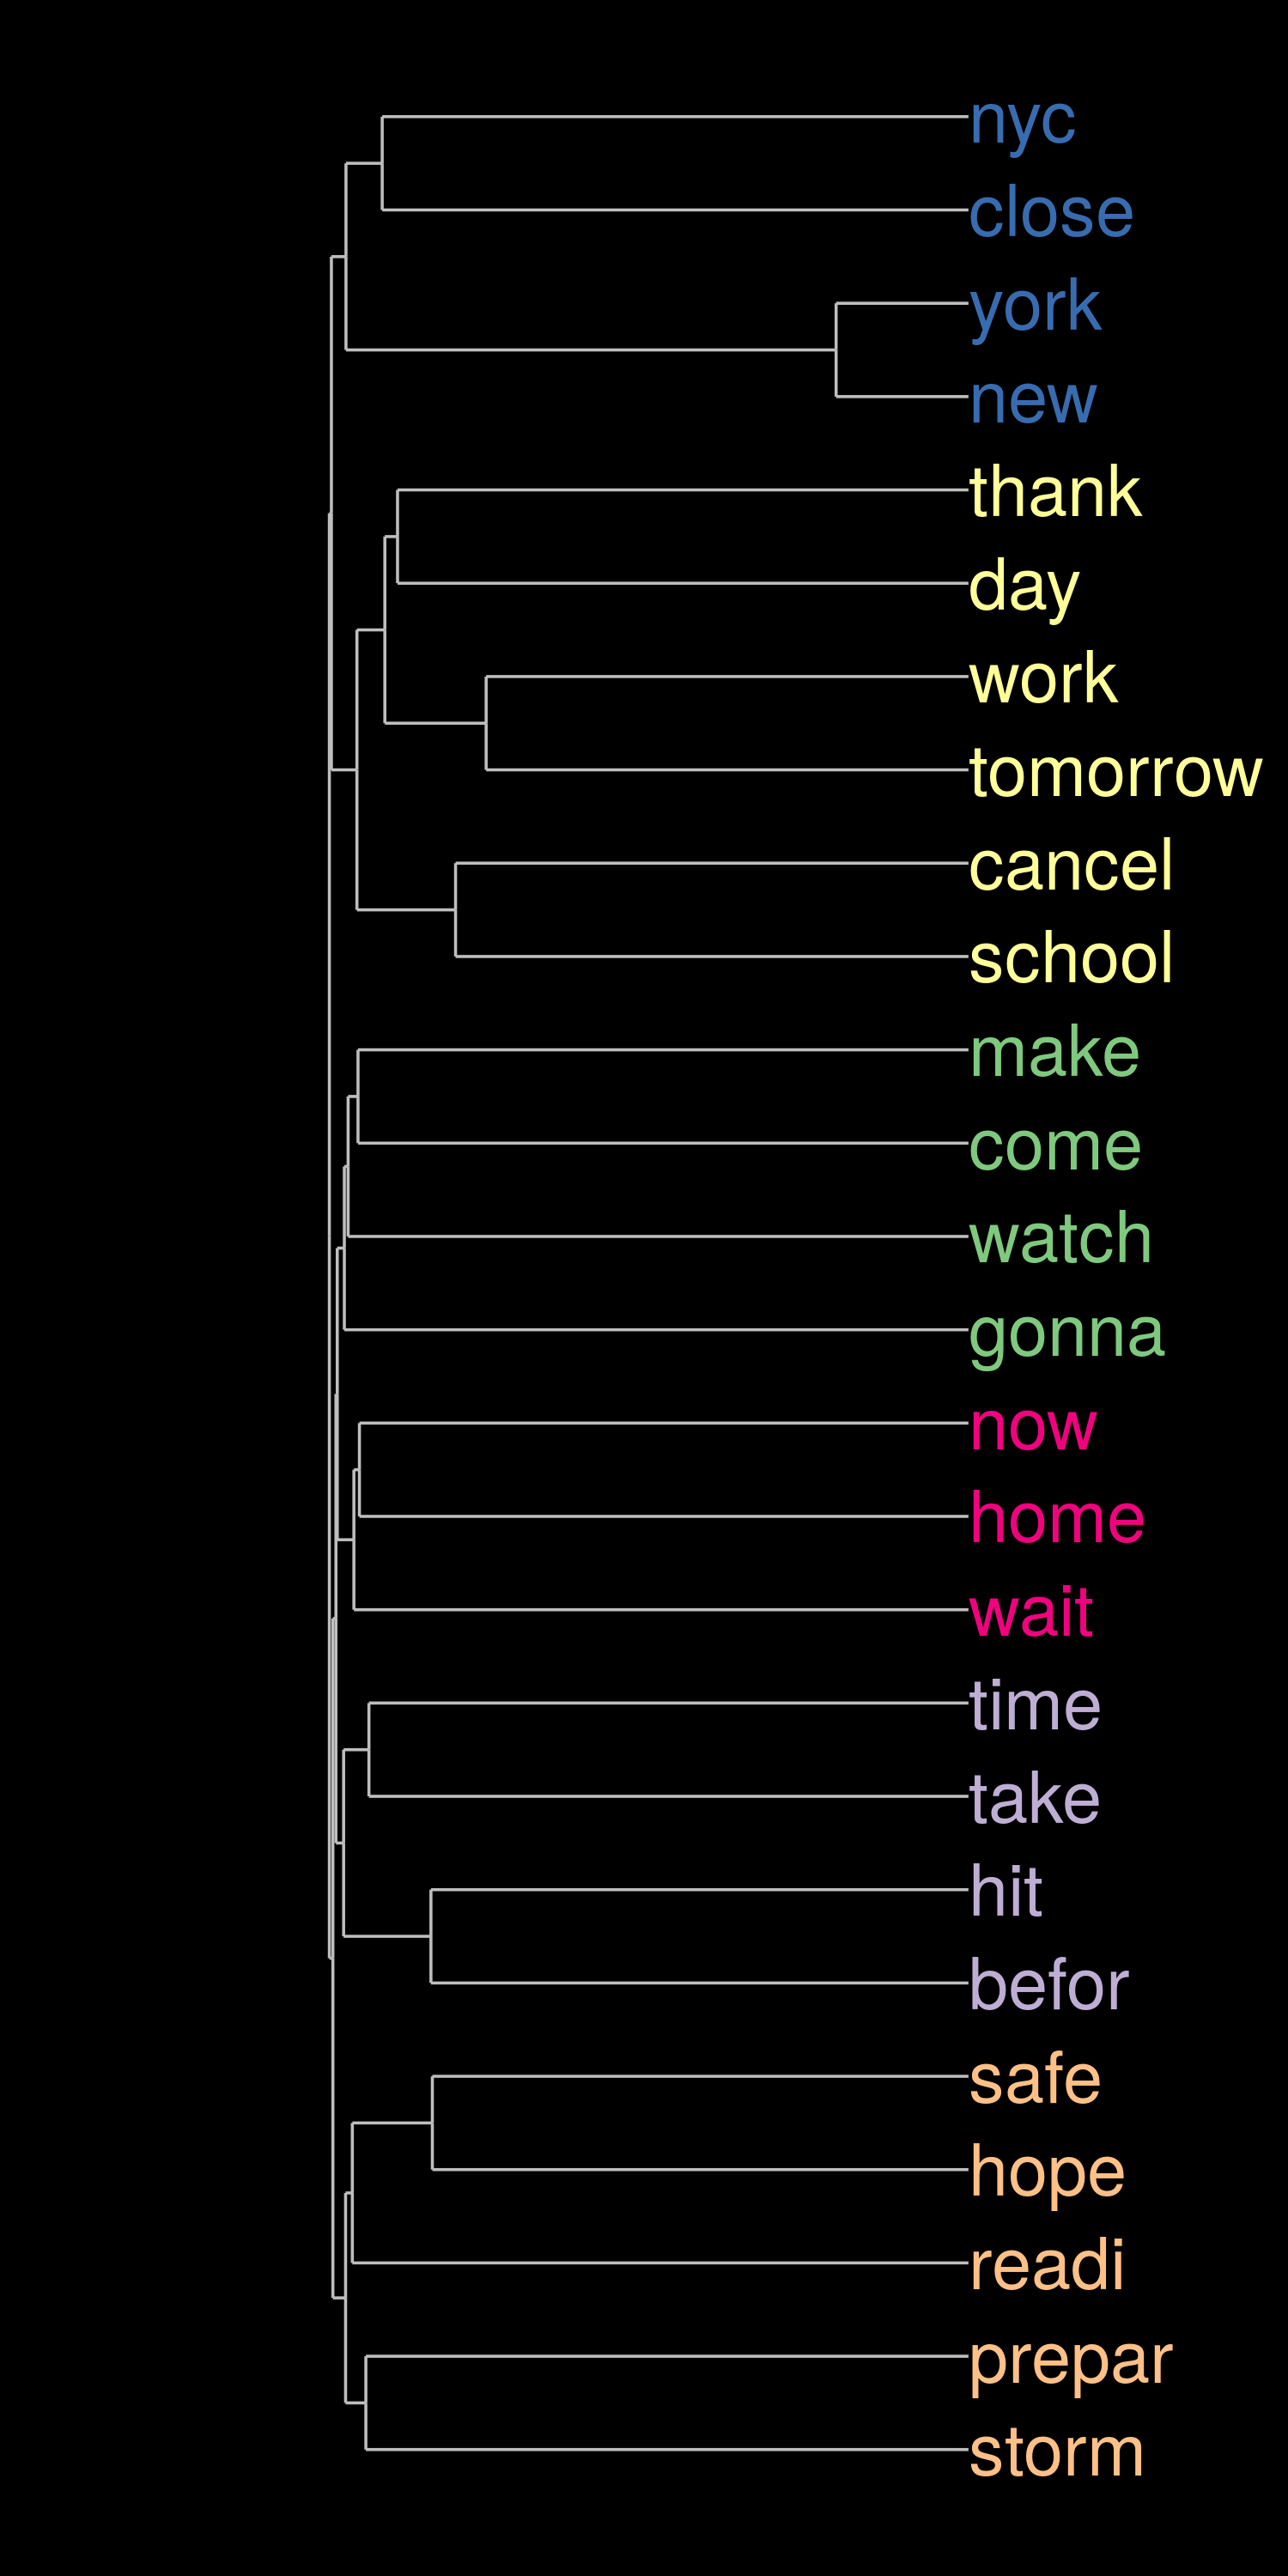 nyc
close
york
new
thank
day
work
tomorrow
cancel
school
make
come
watch
gonna
now
home
wait
time
take
hit
befor
safe
hope
readi
prepar
storm